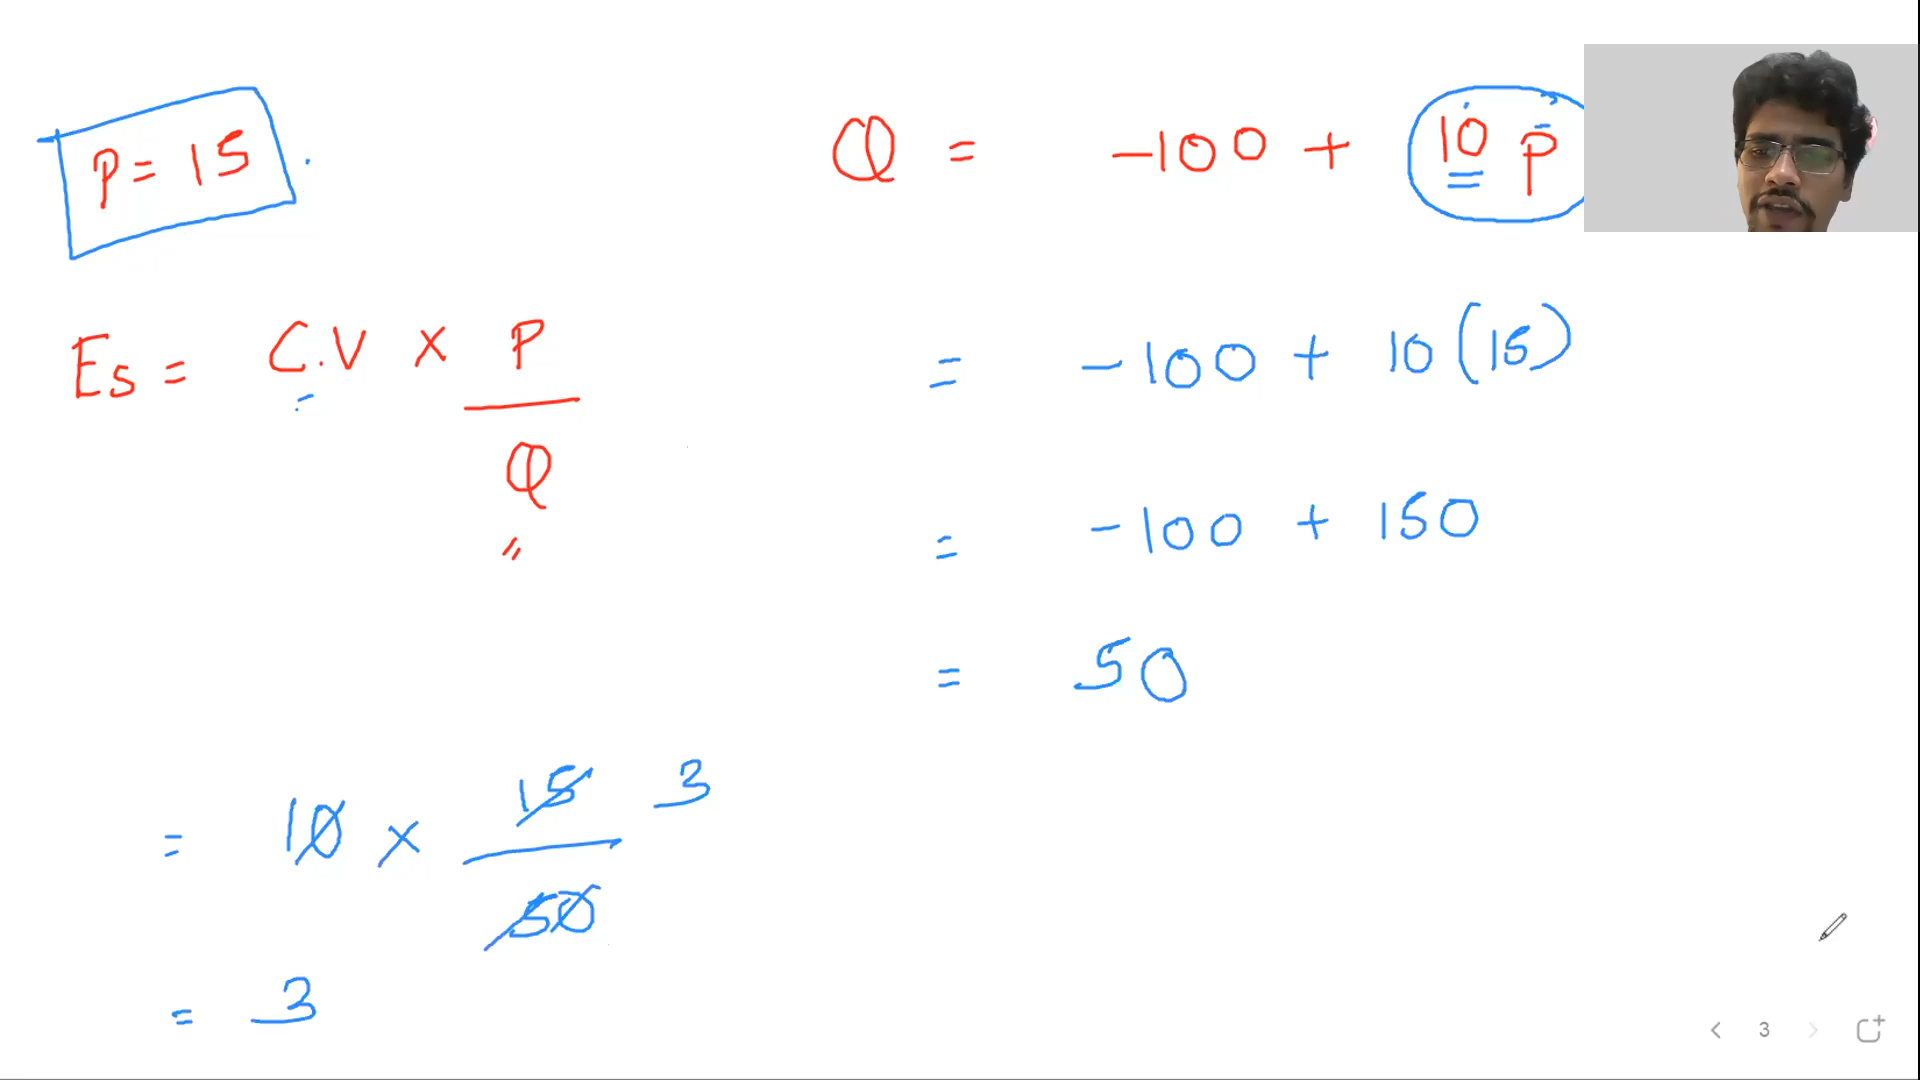 P = 15
Q = -100 + 10 P
Es = C.V × P / Q
= -100 + 10 (15)
= -100 + 150
= 50
= 10 × 15 / 50 3
= 3
3